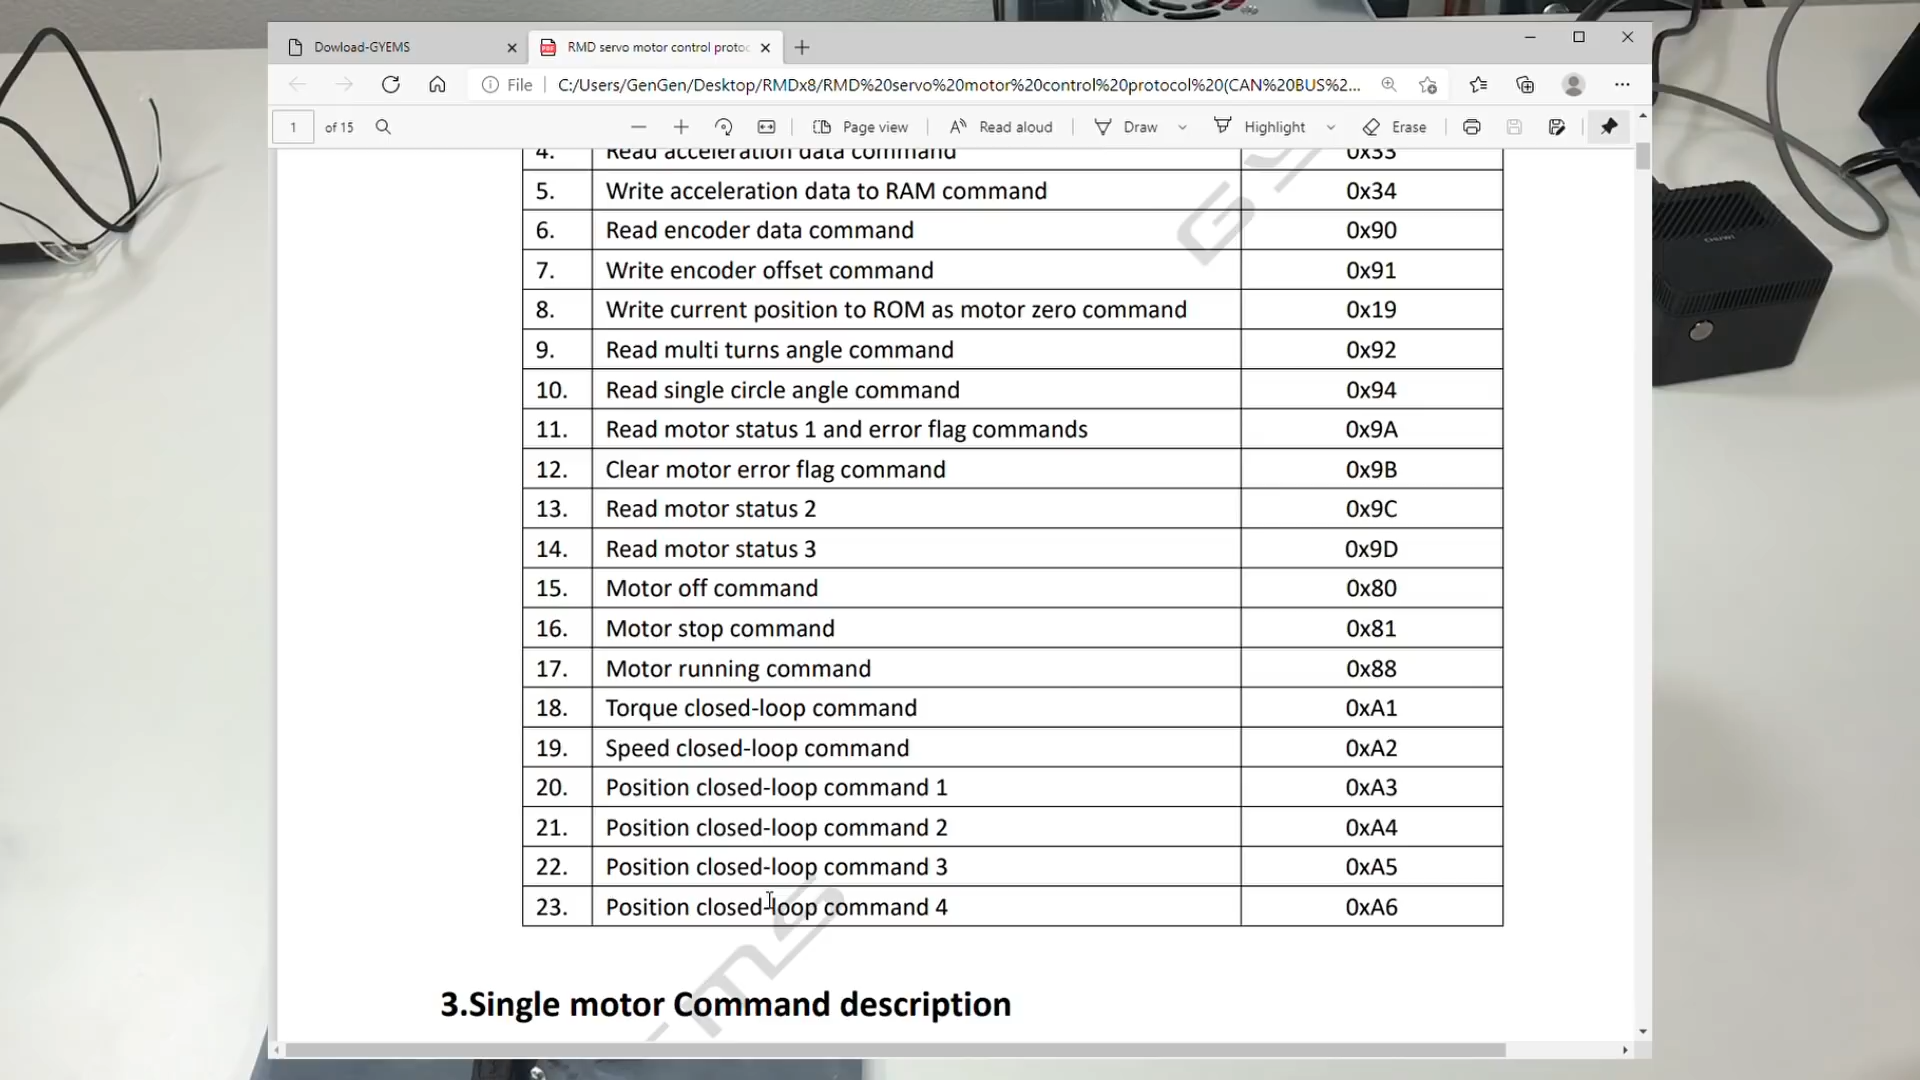 Dowload-GYEMS
RMD servo motor control protoc
File
C:/Users/GenGen/Desktop/RMDx8/RMD%20servo%20motor%20control%20protocol%20(CAN%20BUS%2...
1 of 15
Page view
Read aloud
Draw
Highlight
Erase
4. Read acceleration data command 0x33
5. Write acceleration data to RAM command 0x34
6. Read encoder data command 0x90
7. Write encoder offset command 0x91
8. Write current position to ROM as motor zero command 0x19
9. Read multi turns angle command 0x92
10. Read single circle angle command 0x94
11. Read motor status 1 and error flag commands 0x9A
12. Clear motor error flag command 0x9B
13. Read motor status 2 0x9C
14. Read motor status 3 0x9D
15. Motor off command 0x80
16. Motor stop command 0x81
17. Motor running command 0x88
18. Torque closed-loop command 0xA1
19. Speed closed-loop command 0xA2
20. Position closed-loop command 1 0xA3
21. Position closed-loop command 2 0xA4
22. Position closed-loop command 3 0xA5
23. Position closed-loop command 4 0xA6
3.Single motor Command description
CHUWI